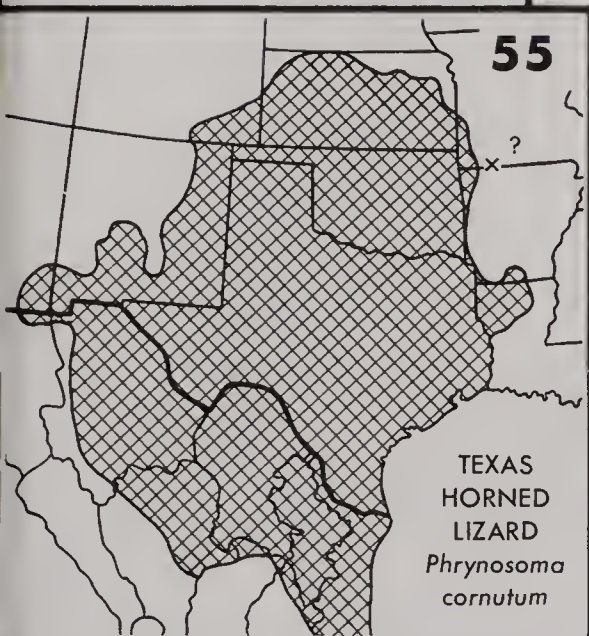 55
?
x
TEXAS
HORNED
LIZARD
Phrynosoma
cornutum